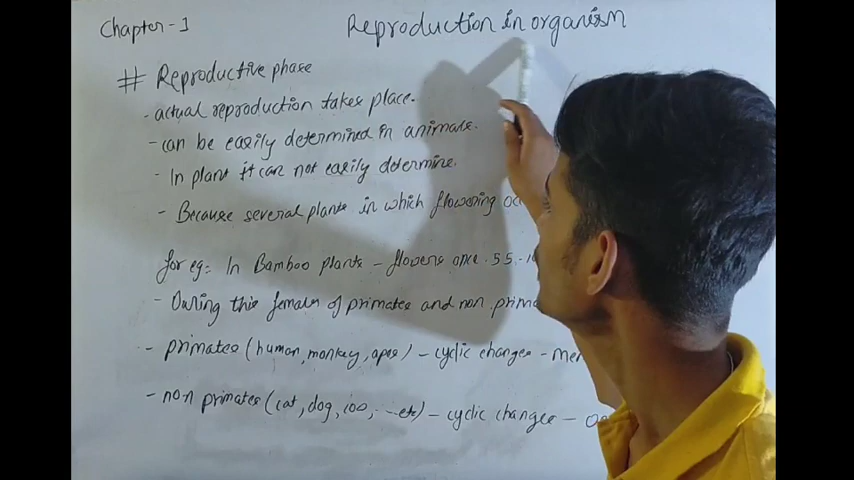 Chapter-1
Reproduction in organism
# Reproductive phase
- actual reproduction takes place.
- can be easily determined in animals.
- In plant it can not easily determine.
- Because several plants in which flowering
for eg:- In Bamboo plants - flowers once
- During this females of primates and non
- primates (human, monkey, apes) - cyclic changes -
- non primates (cat, dog, ... etc) - cyclic changes -